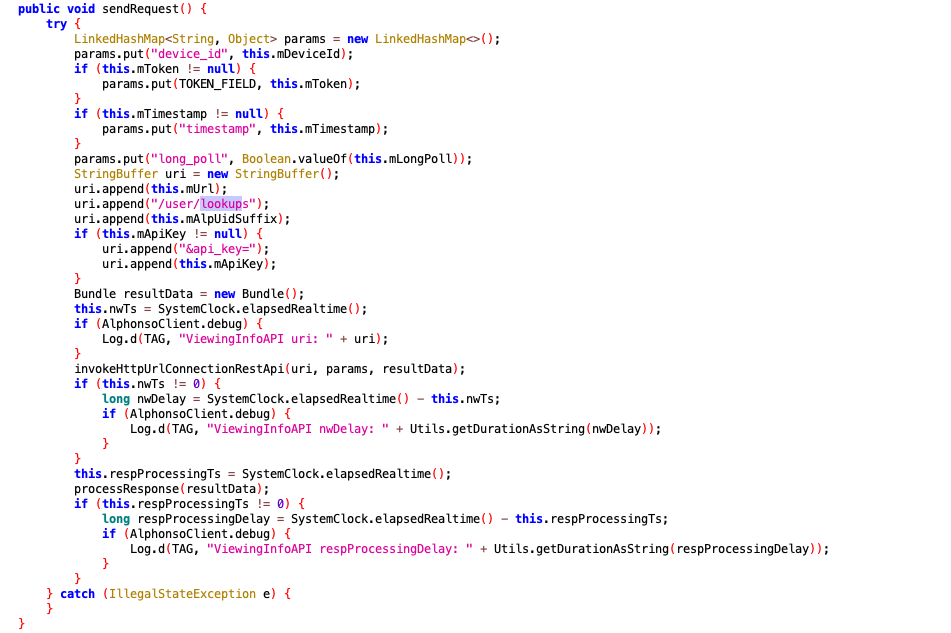 public void sendRequest() {
try {
LinkedHashMap<String, Object> params = new LinkedHashMap<>();
params.put("device_id", this.mDeviceId);
if (this.mToken != null) {
params.put(TOKEN_FIELD, this.mToken);
}
if (this.mTimestamp != null) {
params.put("timestamp", this.mTimestamp);
}
params.put("long_poll", Boolean.valueOf(this.mLongPoll));
StringBuffer uri = new StringBuffer();
uri.append(this.mUrl);
uri.append("/user/lookups");
uri.append(this.mAlpUidSuffix);
if (this.mApiKey != null) {
uri.append("&api_key=");
uri.append(this.mApiKey);
}
Bundle resultData = new Bundle();
this.nwTs = SystemClock.elapsedRealtime();
if (AlphonsoClient.debug) {
Log.d(TAG, "ViewingInfoAPI uri: " + uri);
}
invokeHttpUrlConnectionRestApi(uri, params, resultData);
if (this.nwTs != 0) {
long nwDelay = SystemClock.elapsedRealtime() - this.nwTs;
if (AlphonsoClient.debug) {
Log.d(TAG, "ViewingInfoAPI nwDelay: " + Utils.getDurationAsString(nwDelay));
}
}
this.respProcessingTs = SystemClock.elapsedRealtime();
processResponse(resultData);
if (this.respProcessingTs != 0) {
long respProcessingDelay = SystemClock.elapsedRealtime() - this.respProcessingTs;
if (AlphonsoClient.debug) {
Log.d(TAG, "ViewingInfoAPI respProcessingDelay: " + Utils.getDurationAsString(respProcessingDelay));
}
}
} catch (IllegalStateException e) {
}
}